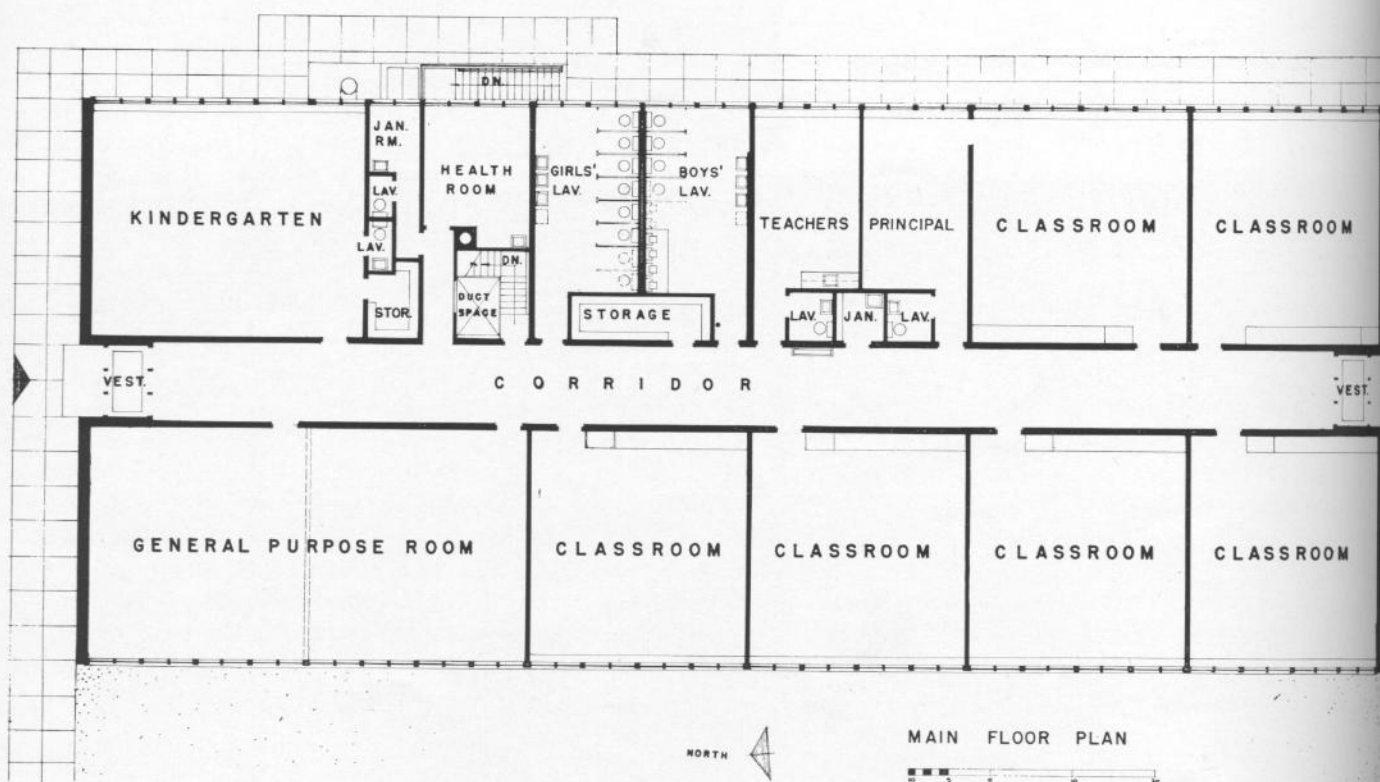 DN.
JAN.
RM.
HEALTH
ROOM
GIRLS'
LAV.
BOYS'
LAV.
LAV.
KINDERGARTEN
TEACHERS
PRINCIPAL
CLASSROOM
CLASSROOM
LAV.
DN.
DUCT
SPACE
STOR.
STORAGE
LAV.
JAN.
LAV.
VEST.
CORRIDOR
VEST.
GENERAL PURPOSE ROOM
CLASSROOM
CLASSROOM
CLASSROOM
CLASSROOM
NORTH
MAIN FLOOR PLAN